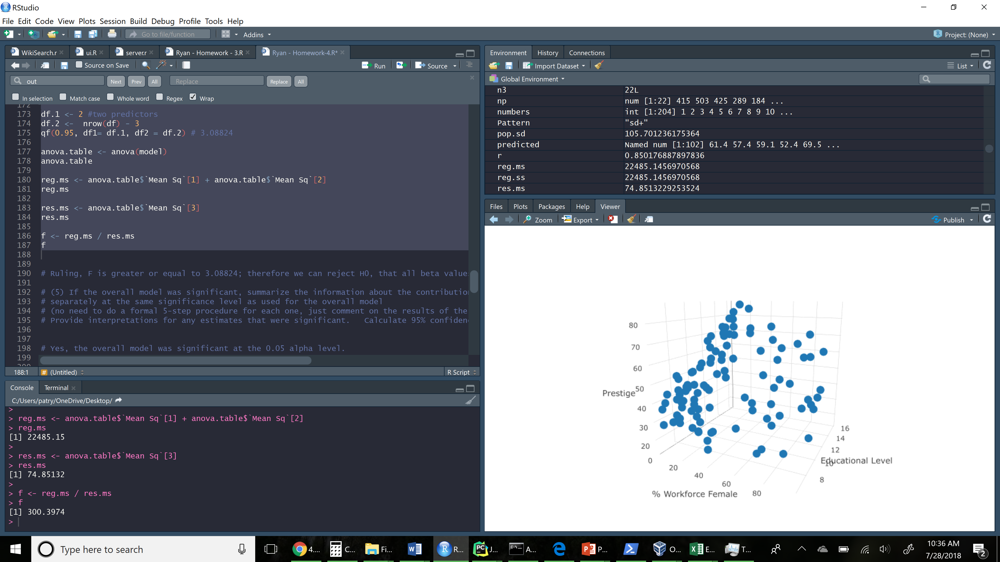 RStudio
File Edit Code View Plots Session Build Debug Profile Tools Help
Go to file/function Addins Project: (None)
WikiSearch.r ui.R server.r Ryan - Homework - 3.R Ryan - Homework-4.R*
Source on Save Run Source
out Next Prev All Replace Replace All
In selection Match case Whole word Regex Wrap
172
173 df.1 <- 2 #two predictors
174 df.2 <-  nrow(df) - 3
175 qf(0.95, df1= df.1, df2 = df.2) # 3.08824
176
177 anova.table <- anova(model)
178 anova.table
179
180 reg.ms <- anova.table$`Mean Sq`[1] + anova.table$`Mean Sq`[2]
181 reg.ms
182
183 res.ms <- anova.table$`Mean Sq`[3]
184 res.ms
185
186 f <- reg.ms / res.ms
187 f
188
189
190 # Ruling, F is greater or equal to 3.08824; therefore we can reject H0, that all beta value
191
192 # (5) If the overall model was significant, summarize the information about the contribution
193 # separately at the same significance level as used for the overall model
194 # (no need to do a formal 5-step procedure for each one, just comment on the results of the
195 # Provide interpretations for any estimates that were significant.   Calculate 95% confiden
196
197
198 # Yes, the overall model was significant at the 0.05 alpha level.
199
188:1 # (Untitled) R Script
Console Terminal
C:/Users/patry/OneDrive/Desktop/
>
> reg.ms <- anova.table$`Mean Sq`[1] + anova.table$`Mean Sq`[2]
> reg.ms
[1] 22485.15
>
> res.ms <- anova.table$`Mean Sq`[3]
> res.ms
[1] 74.85132
>
> f <- reg.ms / res.ms
> f
[1] 300.3974
>
Environment History Connections
Import Dataset List
Global Environment
n3 22L
np num [1:22] 415 503 425 289 184 ...
numbers int [1:204] 1 2 3 4 5 6 7 8 9 10 ...
Pattern "sd+"
pop.sd 105.701236175364
predicted Named num [1:102] 61.4 57.4 59.1 52.4 69.5 ...
r 0.850176887897836
reg.ms 22485.1456970568
reg.ss 22485.1456970568
res.ms 74.8513229253524
Files Plots Packages Help Viewer
Zoom Export Publish
80
70
60
Prestige 50
40
30
20
0
20
40
60
80
% Workforce Female
16
14
12
10
8
Educational Level
Type here to search
4.... C... Fi... R... J... A... P... O... E... T...
10:36 AM
7/28/2018
2